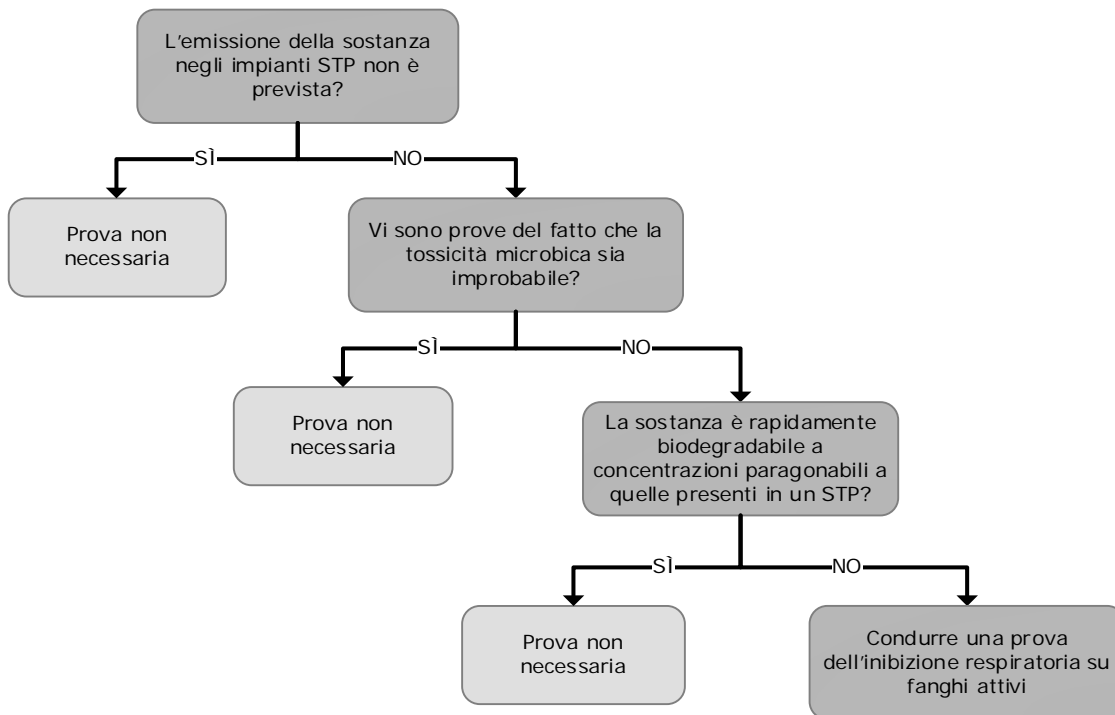 L'emissione della sostanza
negli impianti STP non è
prevista?
SÌ
NO
Prova non
necessaria
Vi sono prove del fatto che la
tossicità microbica sia
improbabile?
SÌ
NO
Prova non
necessaria
La sostanza è rapidamente
biodegradabile a
concentrazioni paragonabili a
quelle presenti in un STP?
SÌ
NO
Prova non
necessaria
Condurre una prova
dell'inibizione respiratoria su
fanghi attivi